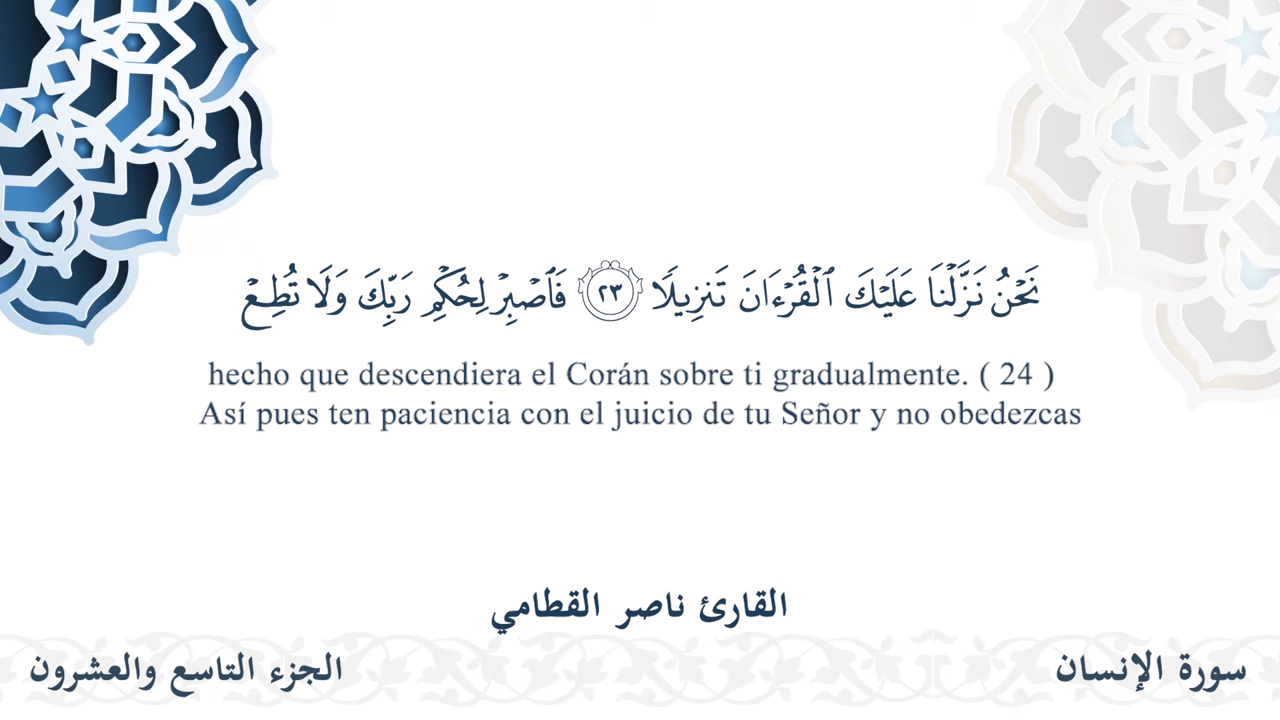 نَحْنُ نَزَّلْنَا عَلَيْكَ ٱلْقُرْءَانَ تَنزِيلًا ٢٣ فَٱصْبِرْ لِحُكْمِ رَبِّكَ وَلَا تُطِعْ
hecho que descendiera el Corán sobre ti gradualmente. ( 24 )
Así pues ten paciencia con el juicio de tu Señor y no obedezcas
القارئ ناصر القطامي
سورة الإنسان
الجزء التاسع والعشرون